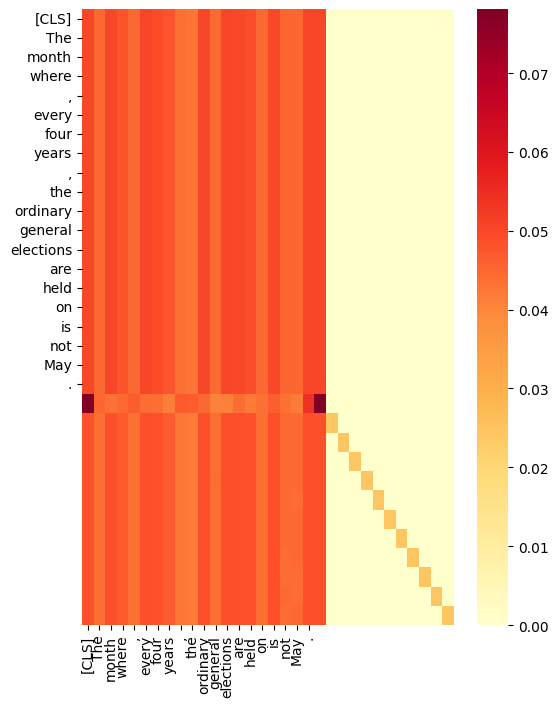 [CLS]
The
month
where
,
every
four
years
,
the
ordinary
general
elections
are
held
on
is
not
May
.
0.07
0.06
0.05
0.04
0.03
0.02
0.01
0.00
[CLS]
The
month
where
,
every
four
years
,
the
ordinary
general
elections
are
held
on
is
not
May
.